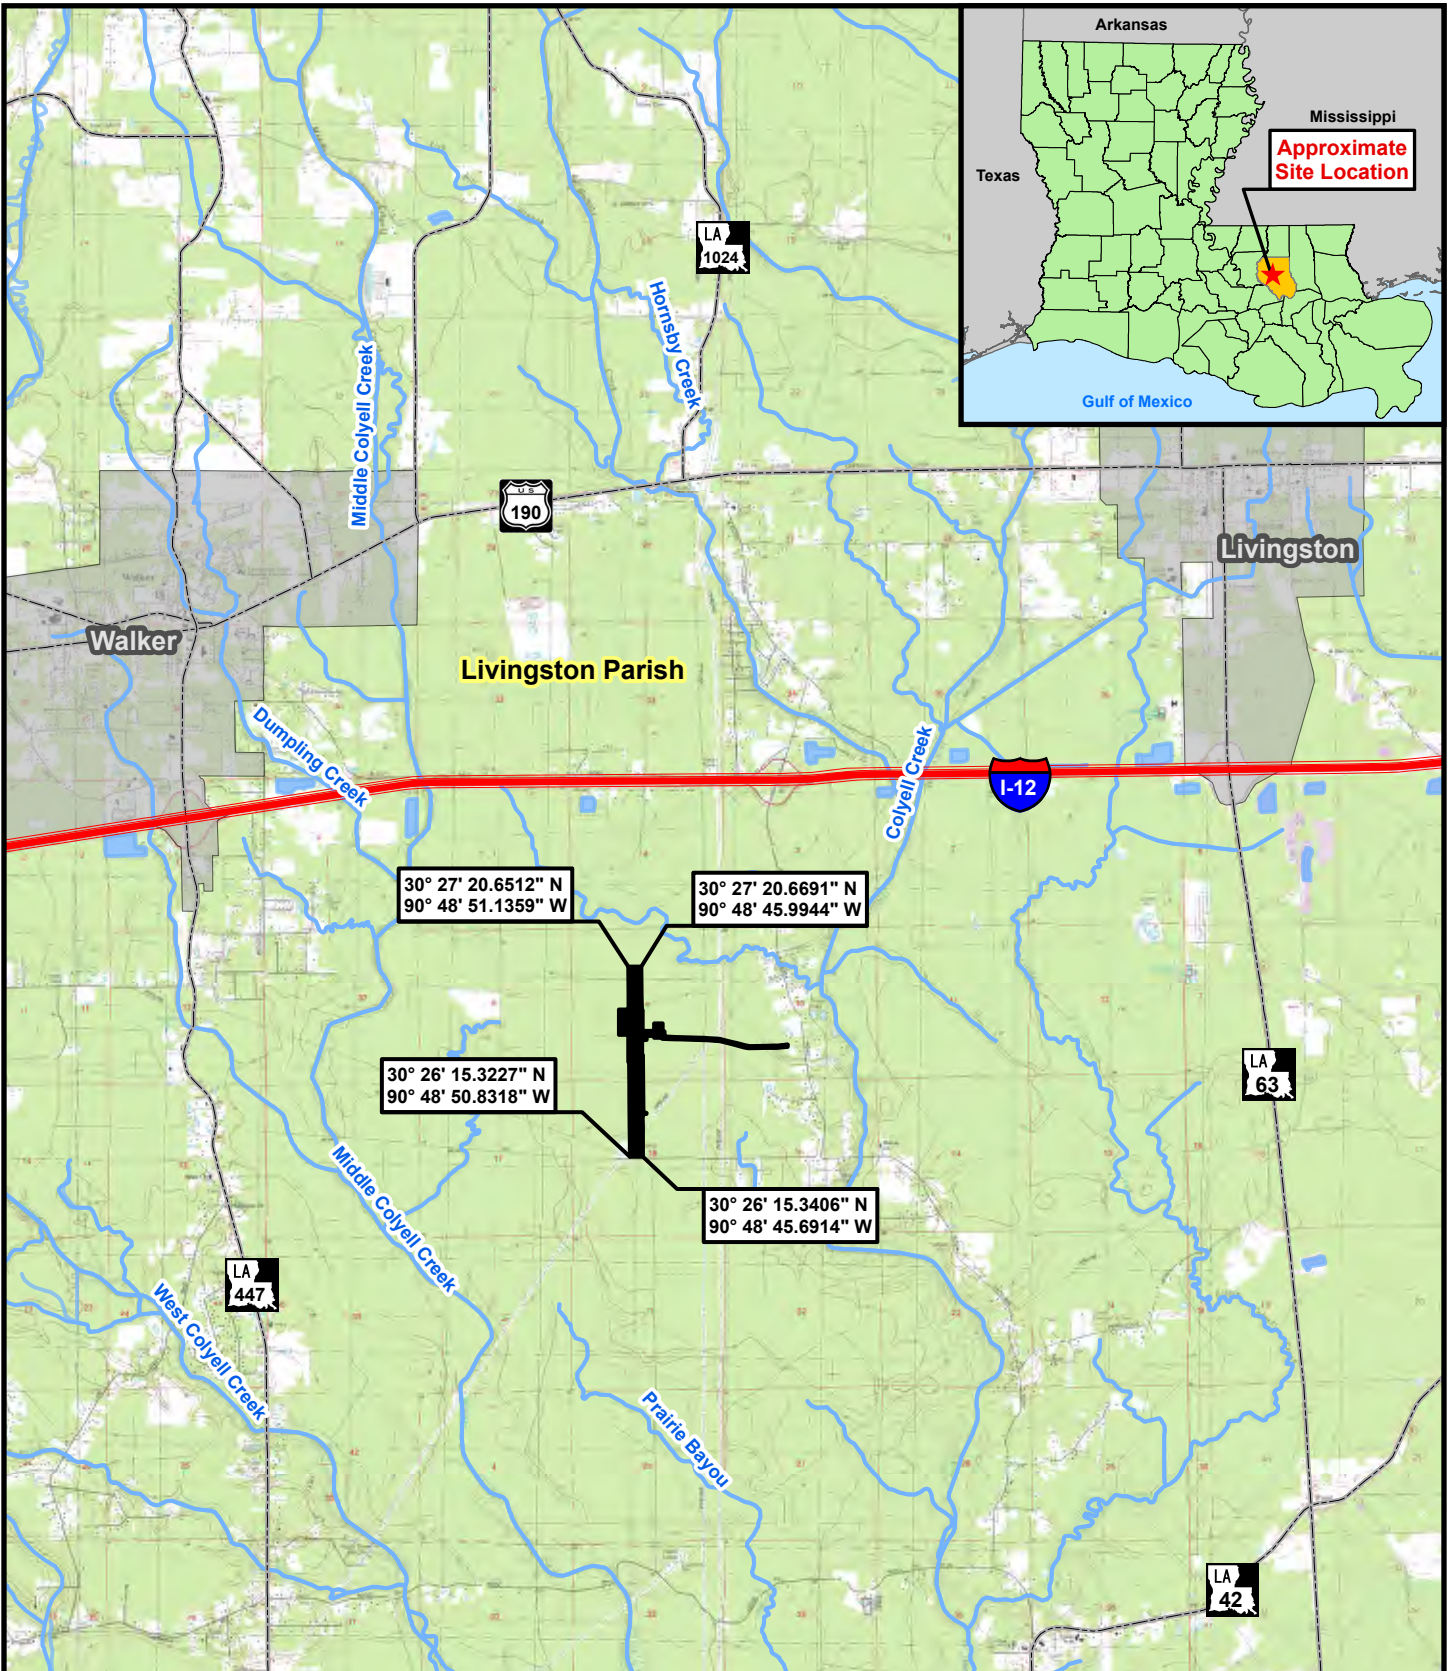 Arkansas
Mississippi
Approximate
Site Location
Texas
Gulf of Mexico
LA
1024
Hornsby Creek
Middle Colyell Creek
US
190
Livingston
Walker
Livingston Parish
Dumpling Creek
Colyell Creek
I-12
30° 27' 20.6512" N
90° 48' 51.1359" W
30° 27' 20.6691" N
90° 48' 45.9944" W
30° 26' 15.3227" N
90° 48' 50.8318" W
LA
63
Middle Colyell Creek
30° 26' 15.3406" N
90° 48' 45.6914" W
LA
447
West Colyell Creek
Prairie Bayou
LA
42